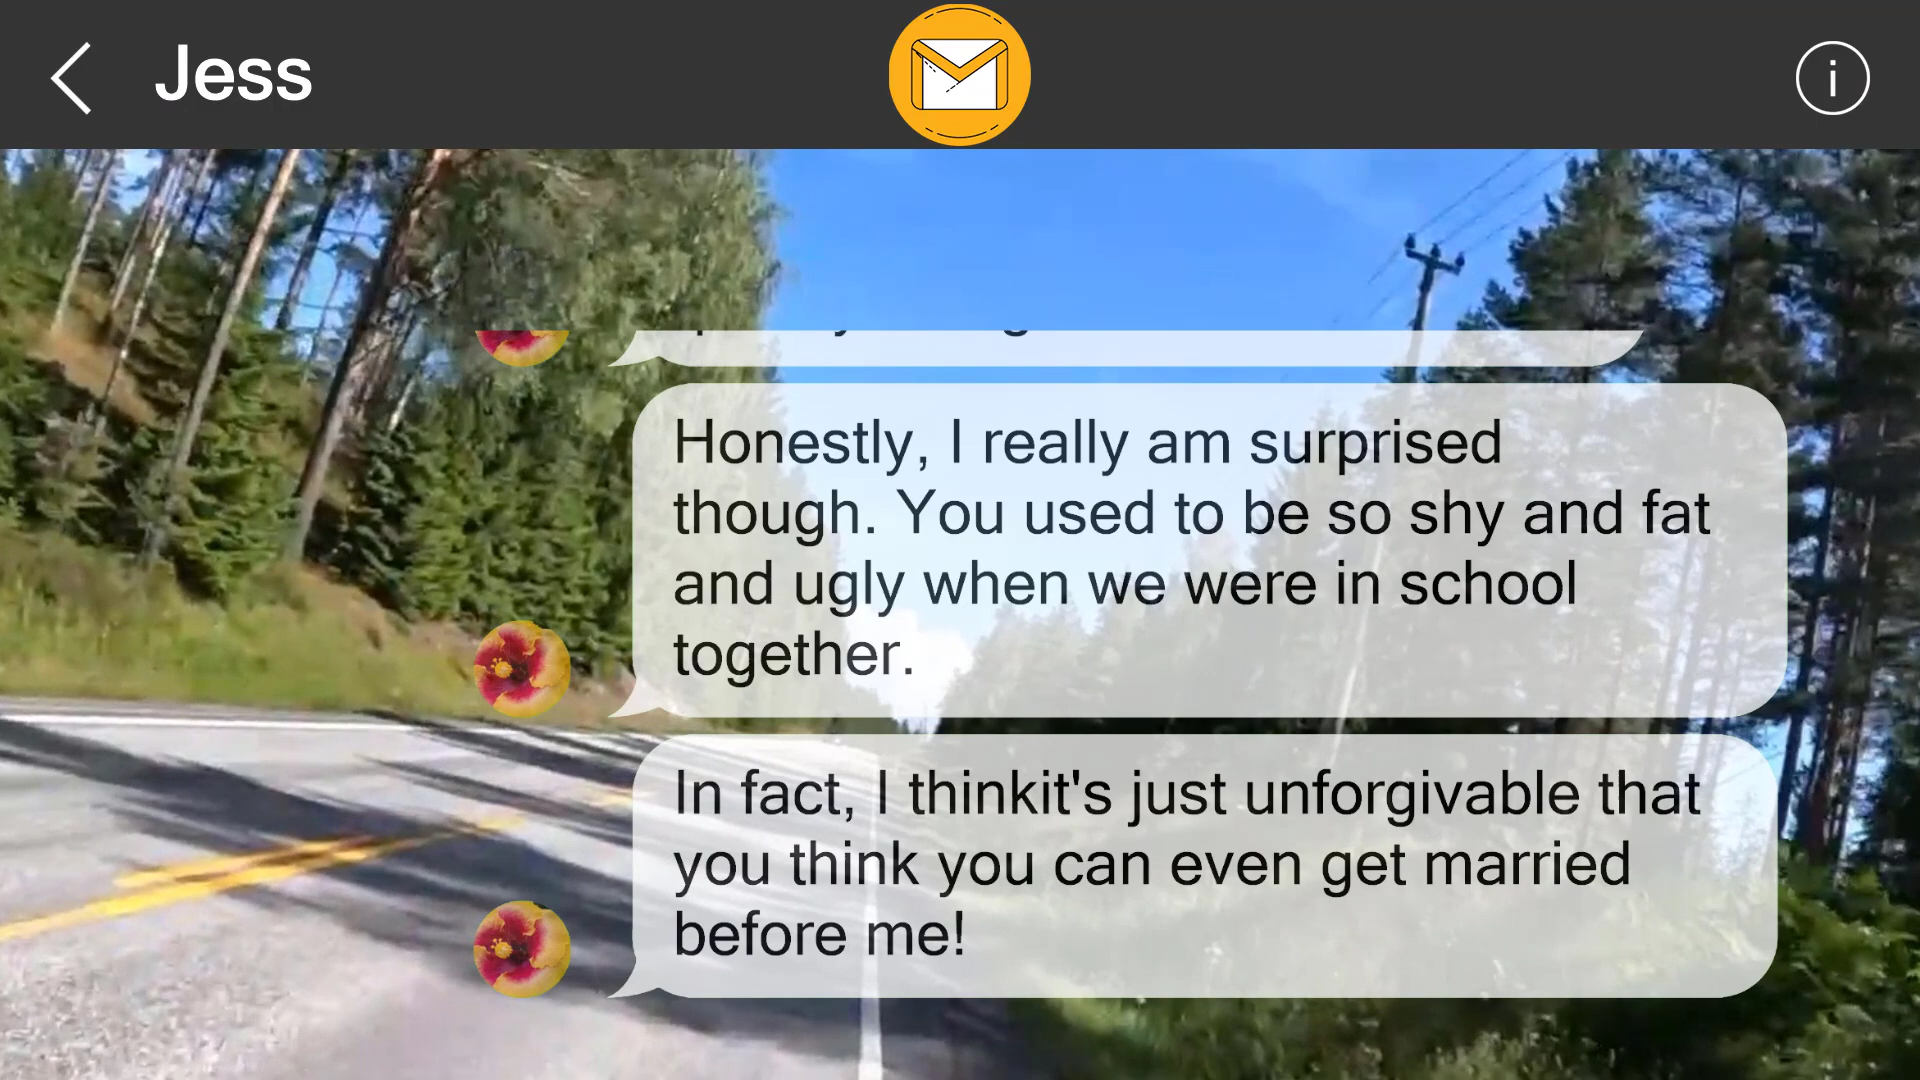 Jess
Honestly, I really am surprised
though. You used to be so shy and fat
and ugly when we were in school
together.
In fact, I thinkit's just unforgivable that
you think you can even get married
before me!